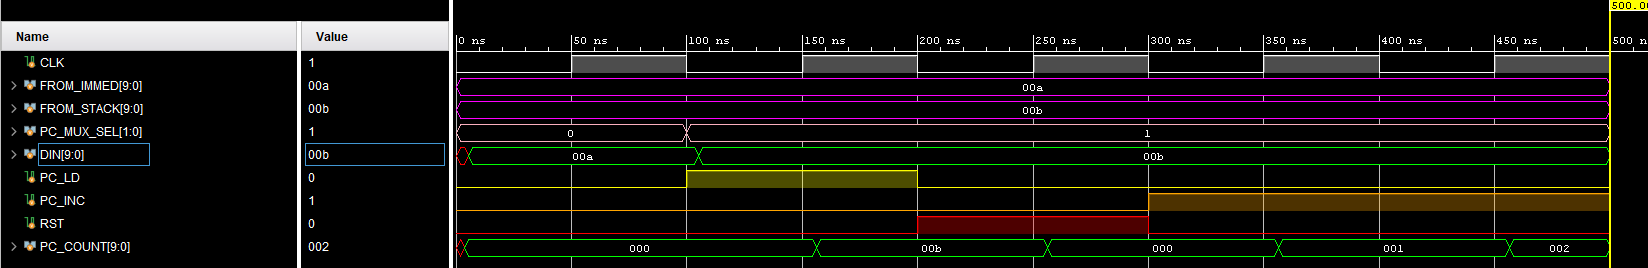 500.00
Name Value
0 ns 50 ns 100 ns 150 ns 200 ns 250 ns 300 ns 350 ns 400 ns 450 ns 500 n
CLK 1
FROM_IMMED[9:0] 00a 00a
FROM_STACK[9:0] 00b 00b
PC_MUX_SEL[1:0] 1 0 1
DIN[9:0] 00b 00a 00b
PC_LD 0
PC_INC 1
RST 0
PC_COUNT[9:0] 002 000 00b 000 001 002